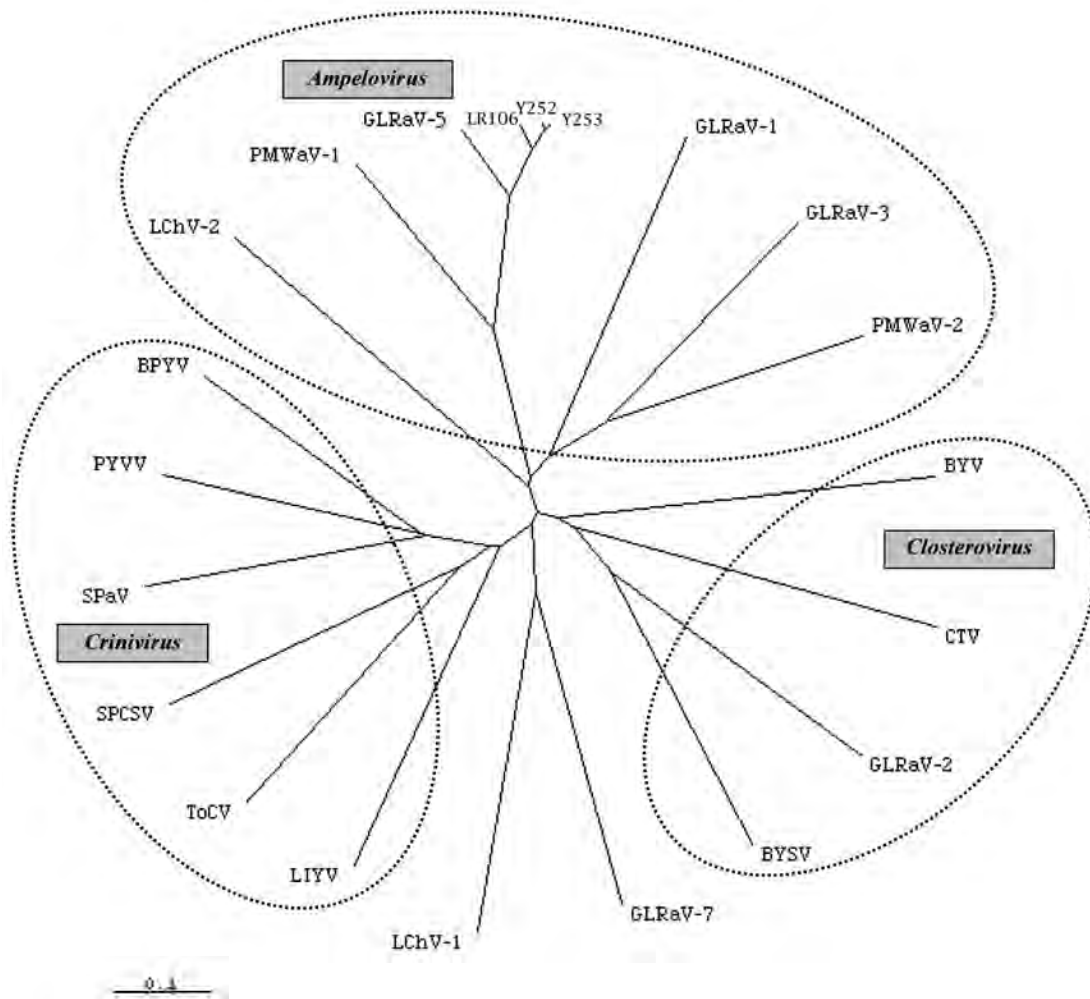 Ampelovirus
Y252
GLRaV-5
LR106
Y253
GLRaV-1
PMWaV-1
GLRaV-3
LChV-2
PMWaV-2
BPYV
PYVV
BYV
Closterovirus
SPaV
CTV
Crinivirus
SPCSV
GLRaV-2
ToCV
BYSV
LIYV
GLRaV-7
LChV-1